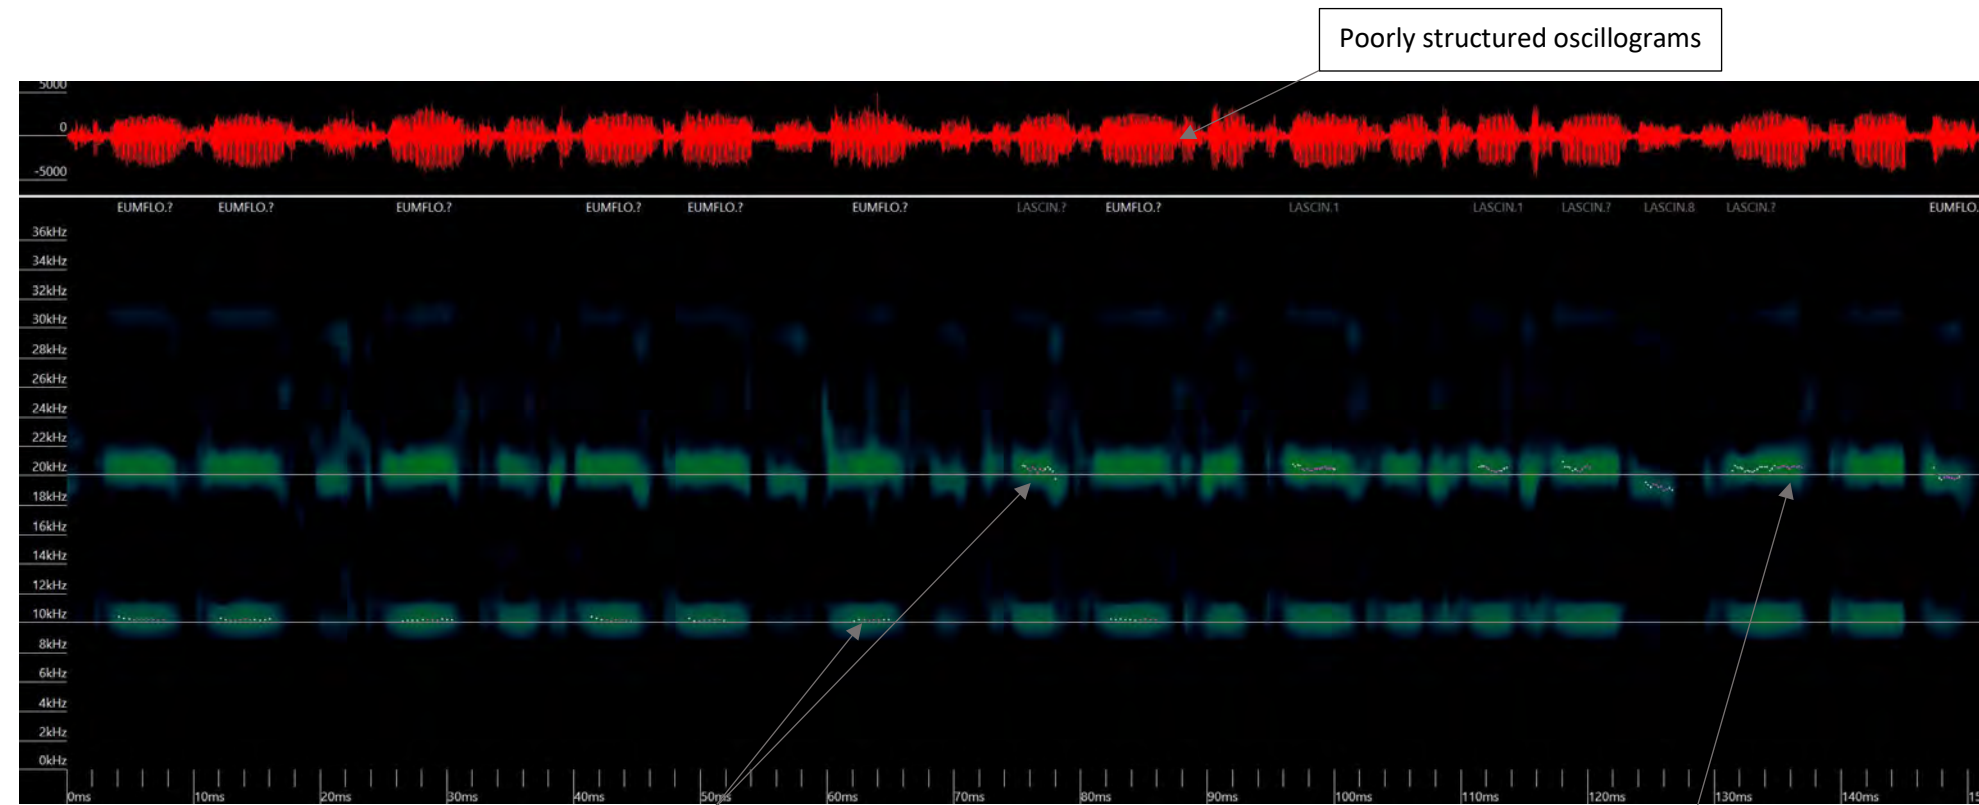 Poorly structured oscillograms
5000
0
-5000
EUMFLO.? EUMFLO.? EUMFLO.? EUMFLO.? EUMFLO.? EUMFLO.? LASCIN.? EUMFLO.? LASCIN.1 LASCIN.1 LASCIN.? LASCIN.8 LASCIN.? EUMFLO.
36kHz
34kHz
32kHz
30kHz
28kHz
26kHz
24kHz
22kHz
20kHz
18kHz
16kHz
14kHz
12kHz
10kHz
8kHz
6kHz
4kHz
2kHz
0kHz
0ms 10ms 20ms 30ms 40ms 50ms 60ms 70ms 80ms 90ms 100ms 110ms 120ms 130ms 140ms